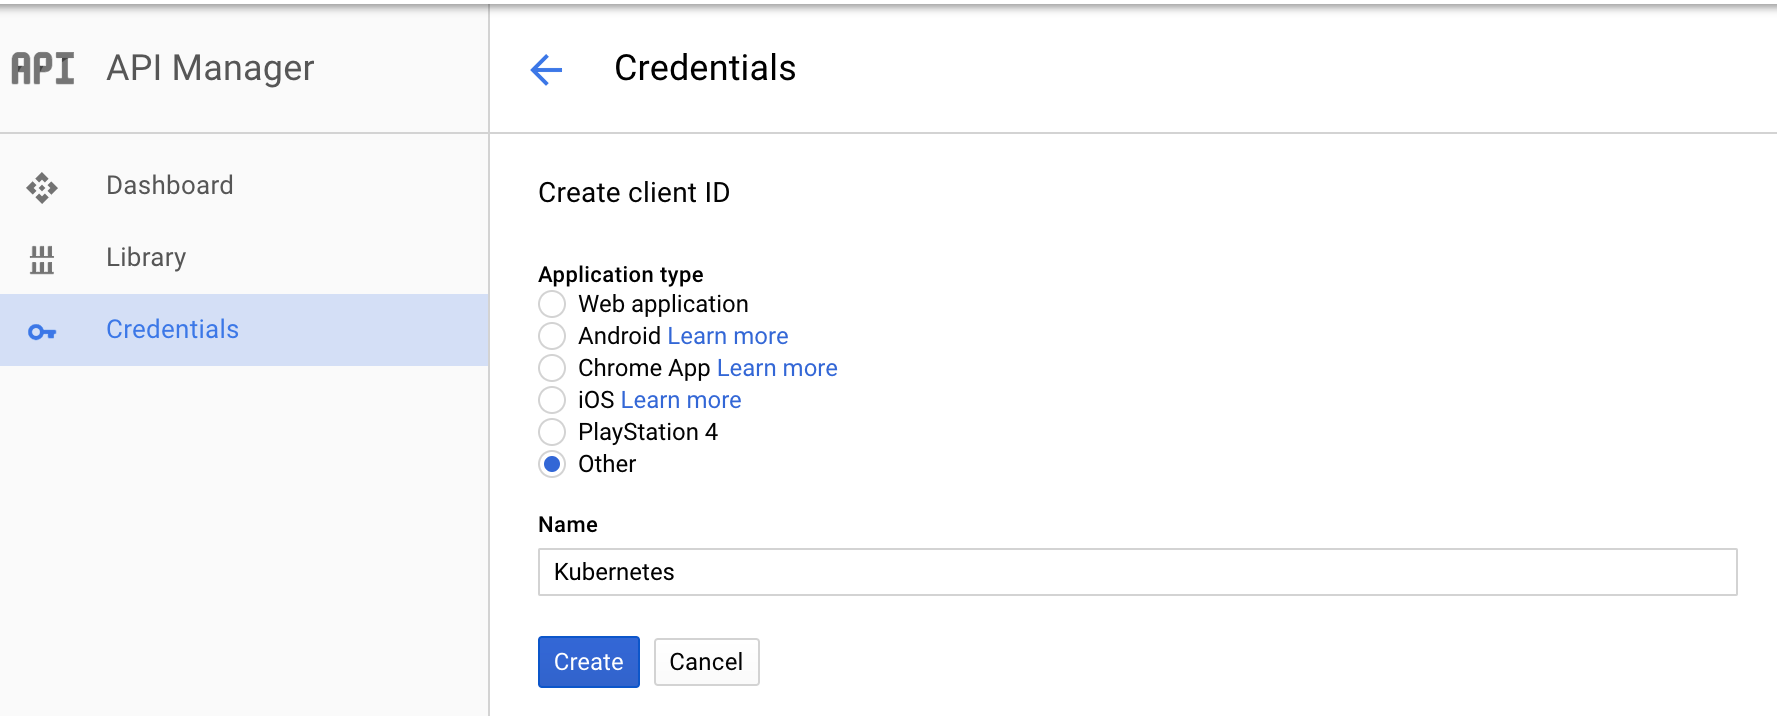 API API Manager
Credentials
Dashboard
Library
Credentials
Create client ID
Application type
Web application
Android Learn more
Chrome App Learn more
iOS Learn more
PlayStation 4
Other
Name
Kubernetes
Create Cancel